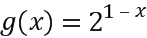 g(x) = 2^{1 - x}